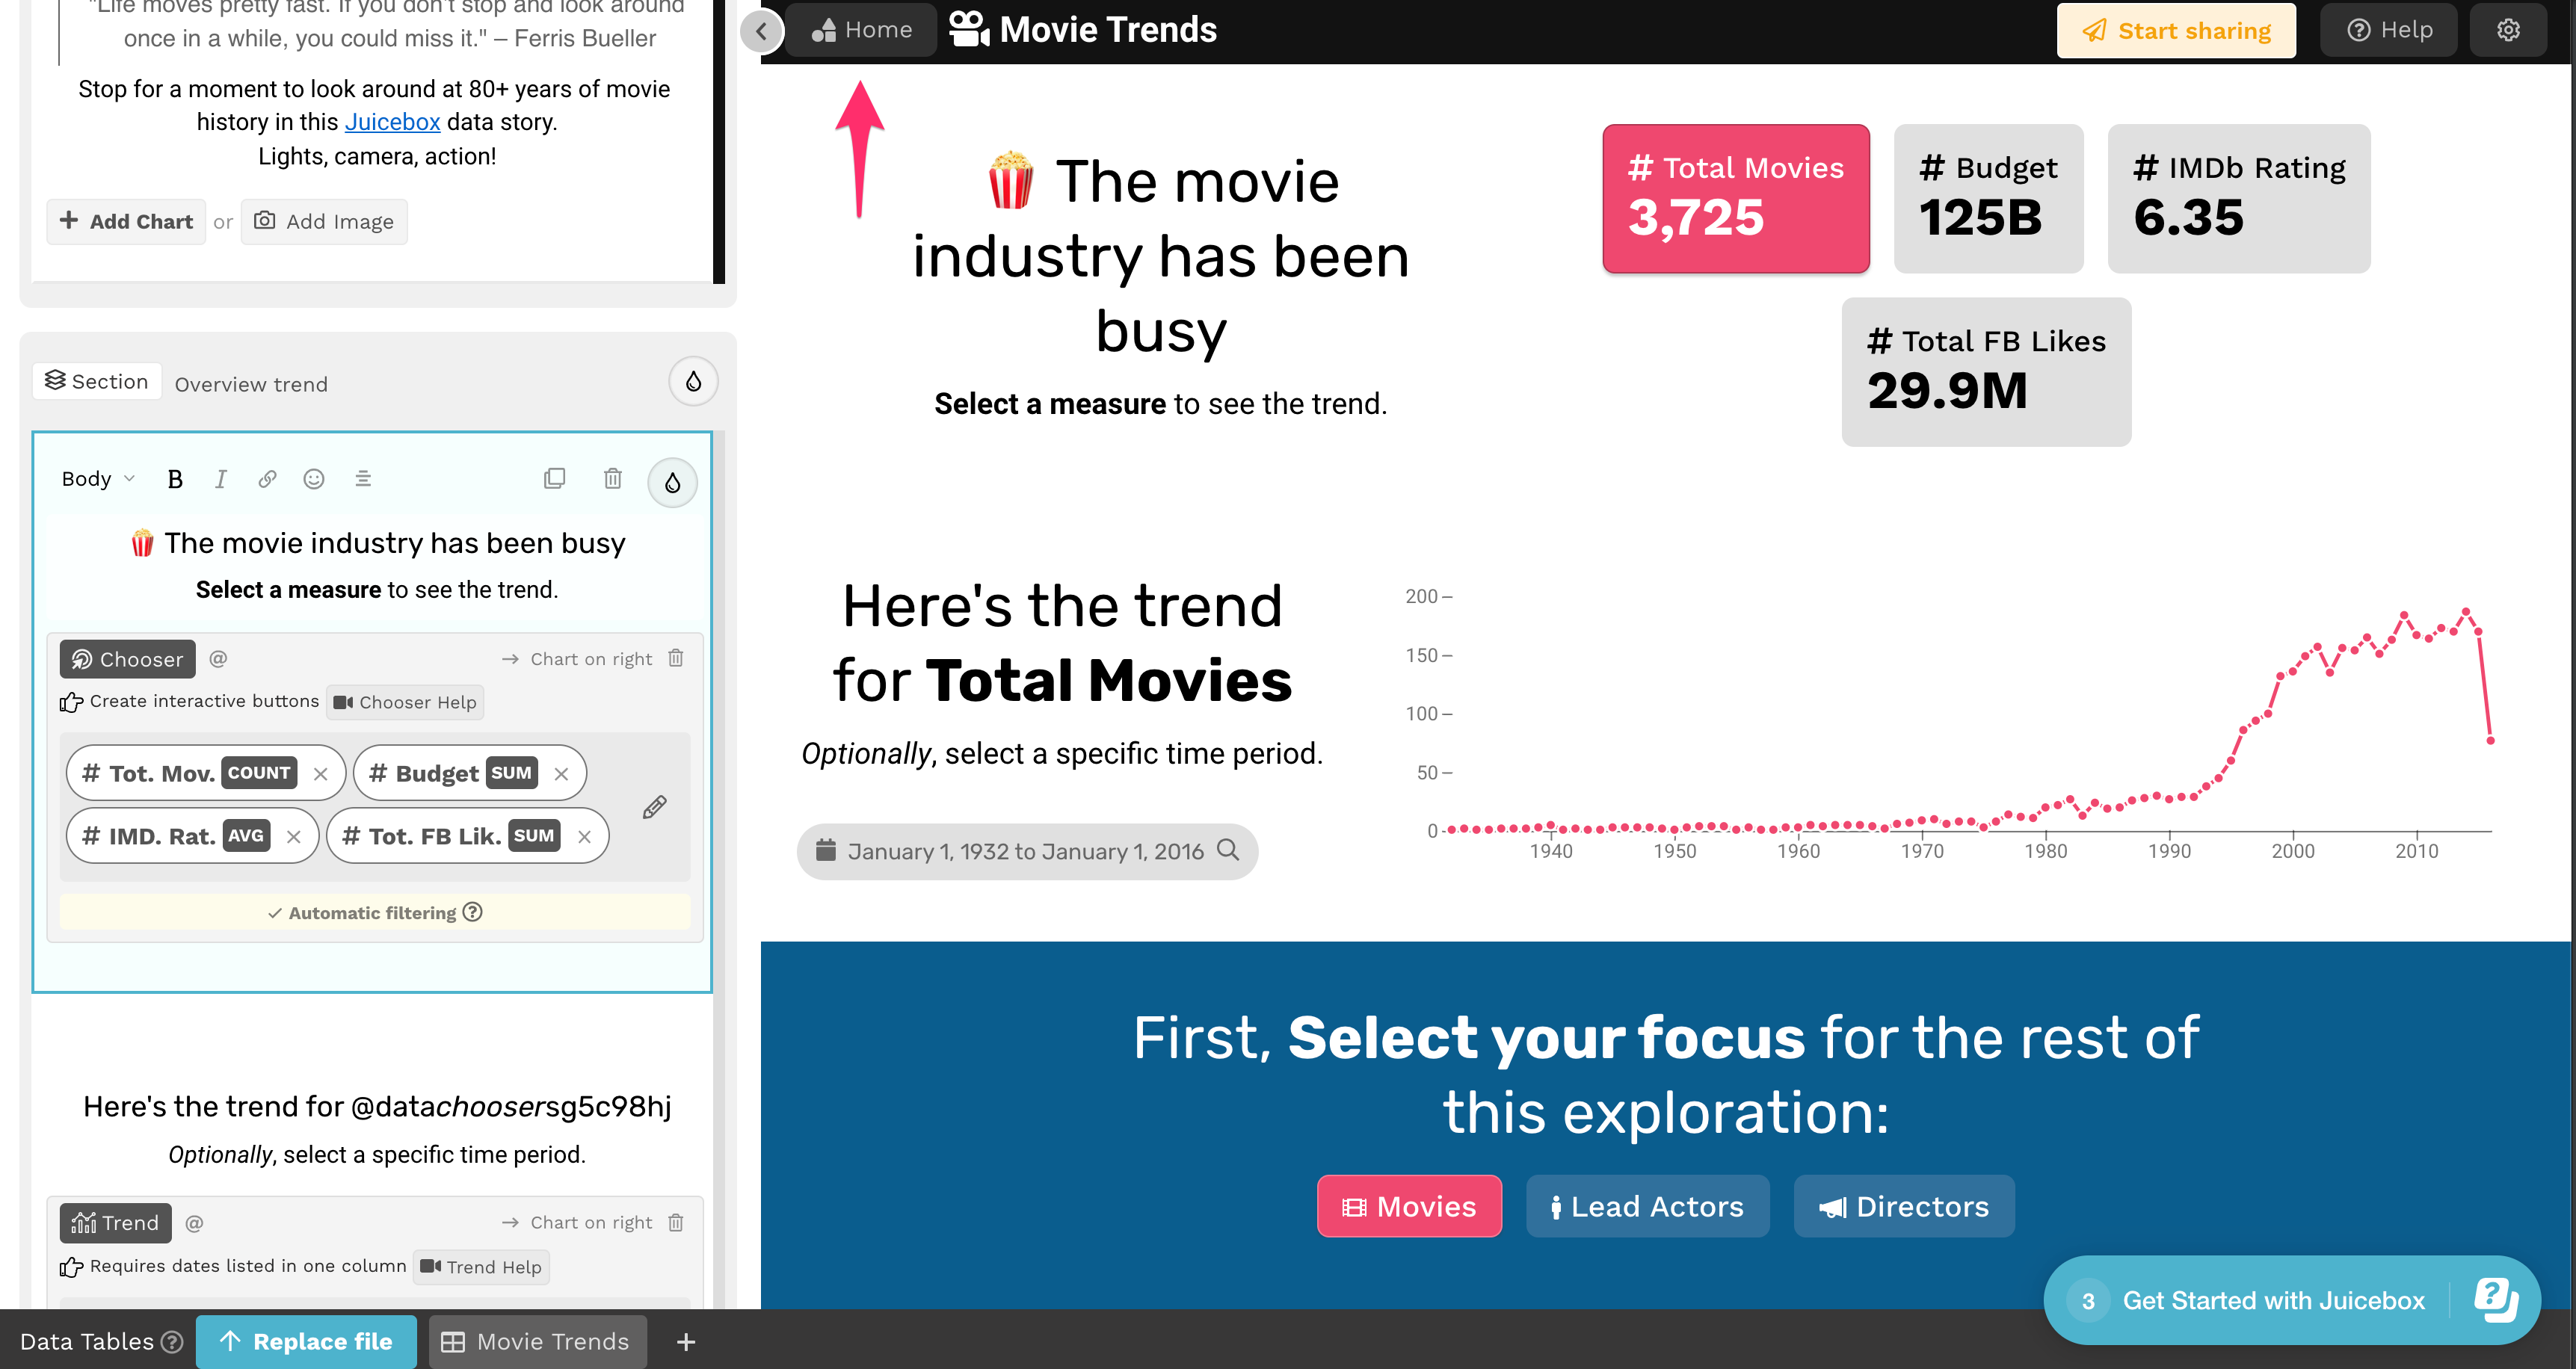 "Life moves pretty fast. If you don't stop and look around
once in a while, you could miss it." – Ferris Bueller
Stop for a moment to look around at 80+ years of movie
history in this Juicebox data story.
Lights, camera, action!
+ Add Chart or Add Image
Section Overview trend
Body B I
🍿 The movie industry has been busy
Select a measure to see the trend.
Chooser @ → Chart on right
Create interactive buttons Chooser Help
# Tot. Mov. COUNT × # Budget SUM ×
# IMD. Rat. AVG × # Tot. FB Lik. SUM ×
✓ Automatic filtering ?
Here's the trend for @datachoosersg5c98hj
Optionally, select a specific time period.
Trend @ → Chart on right
Requires dates listed in one column Trend Help
Data Tables ? ↑ Replace file Movie Trends +
Home Movie Trends Start sharing ? Help
🍿 The movie
industry has been
busy
Select a measure to see the trend.
# Total Movies
3,725
# Budget
125B
# IMDb Rating
6.35
# Total FB Likes
29.9M
Here's the trend
for Total Movies
Optionally, select a specific time period.
January 1, 1932 to January 1, 2016
200
150
100
50
0
1940 1950 1960 1970 1980 1990 2000 2010
First, Select your focus for the rest of
this exploration:
Movies Lead Actors Directors
3 Get Started with Juicebox ?